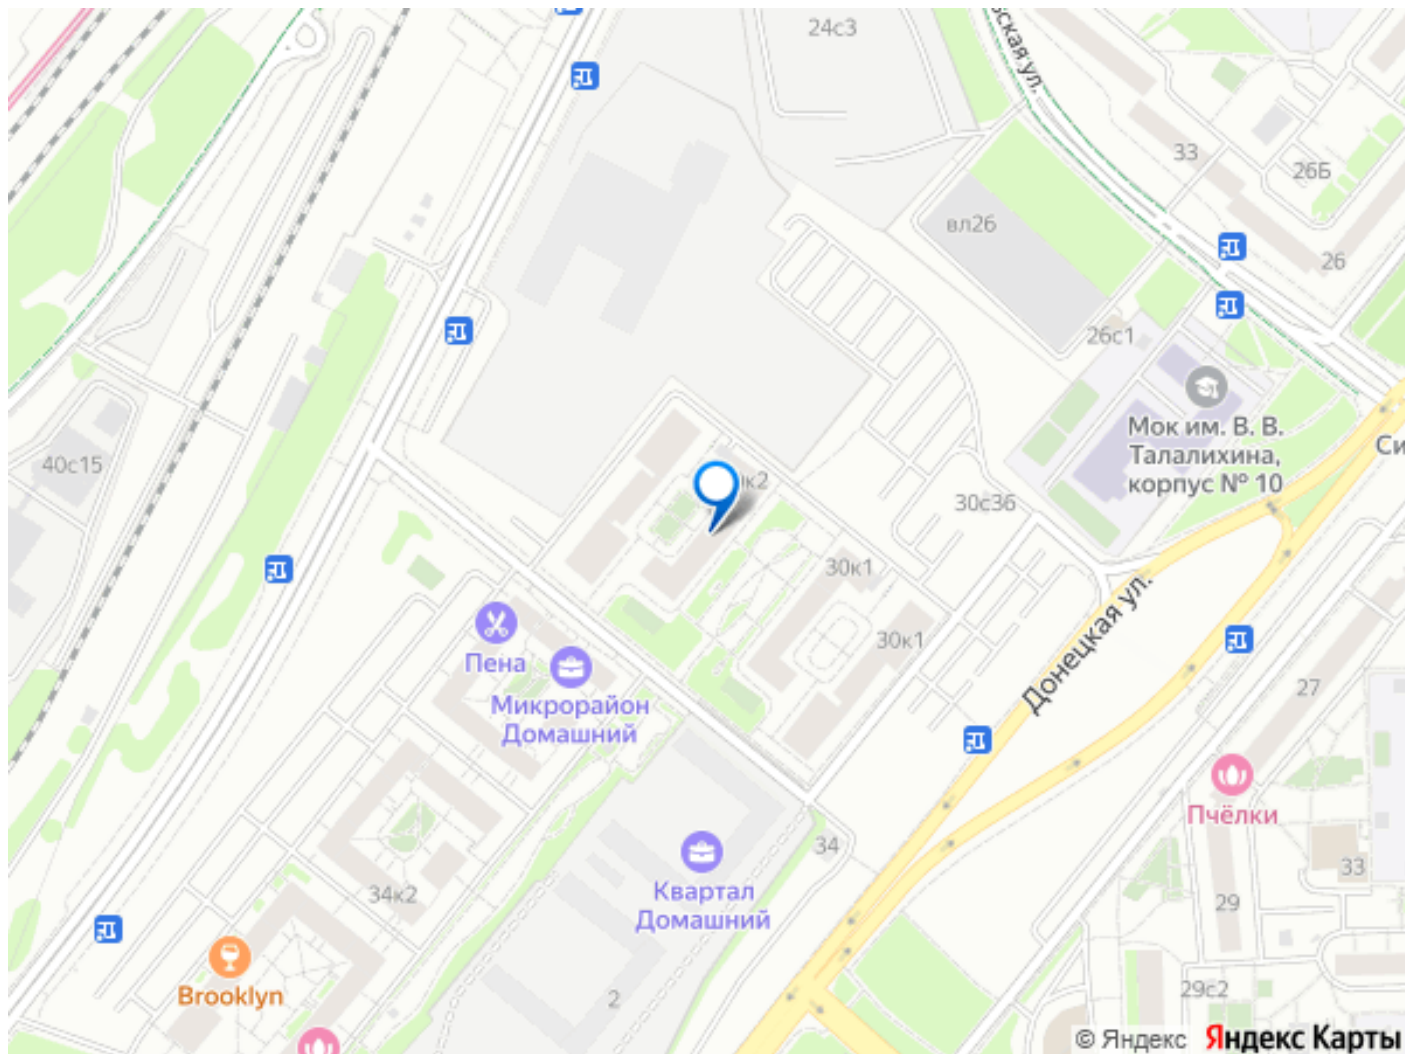 24с3
ская ул.
33
26Б
вл26
26
26с1
Мок им. В. В.
Талалихина,
корпус № 10
Си
40с15
к2
30с36
30к1
Донецкая ул.
30к1
Пена
Микрорайон
Домашний
27
Пчёлки
34
33
Квартал
Домашний
34к2
29
Brooklyn
2
29с2
© Яндекс Яндекс Карты